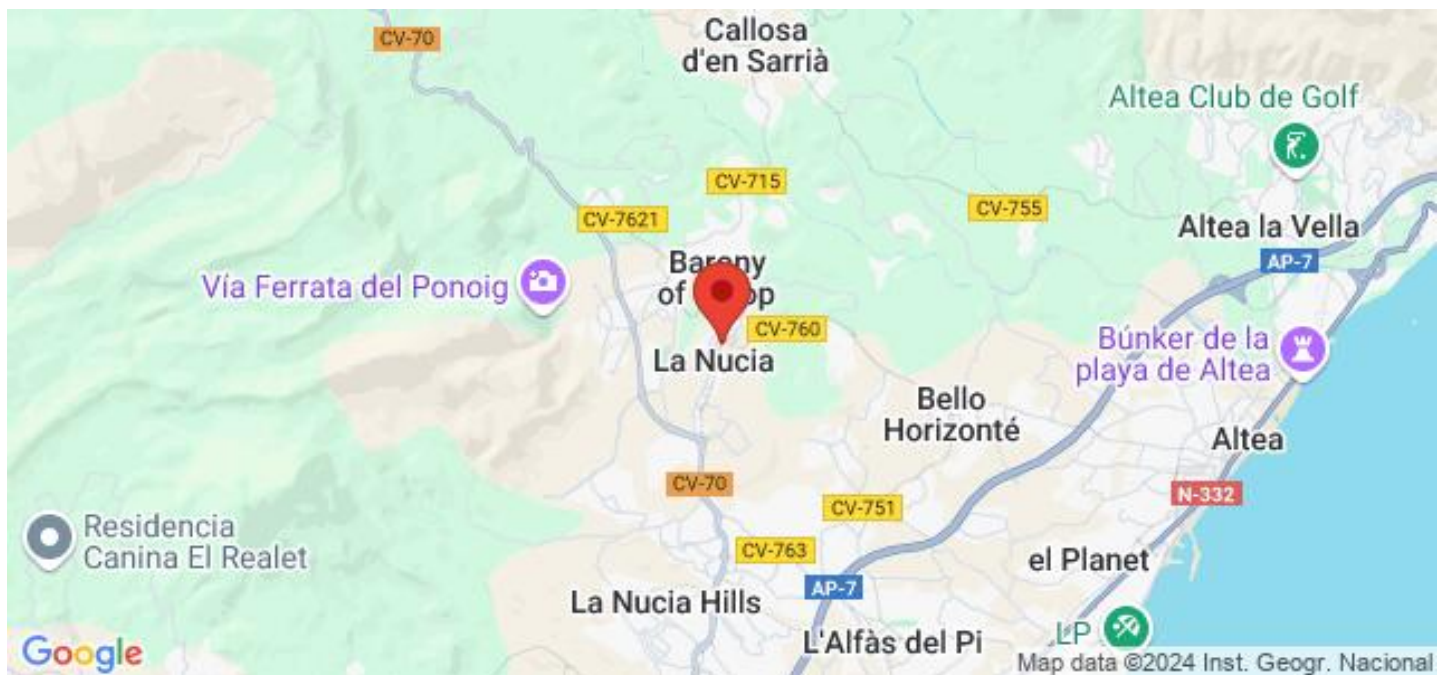 CV-70
Callosa
d'en Sarrià
Altea Club de Golf
CV-715
CV-7621
CV-755
Altea la Vella
AP-7
Barony
Vía Ferrata del Ponoig
of
CV-760
La Nucia
Búnker de la
playa de Altea
Bello
Horizonté
Altea
CV-70
N-332
CV-751
Residencia
Canina El Realet
CV-763
el Planet
AP-7
La Nucia Hills
L'Alfàs del Pi
LP
Google
Map data ©2024 Inst. Geogr. Nacional